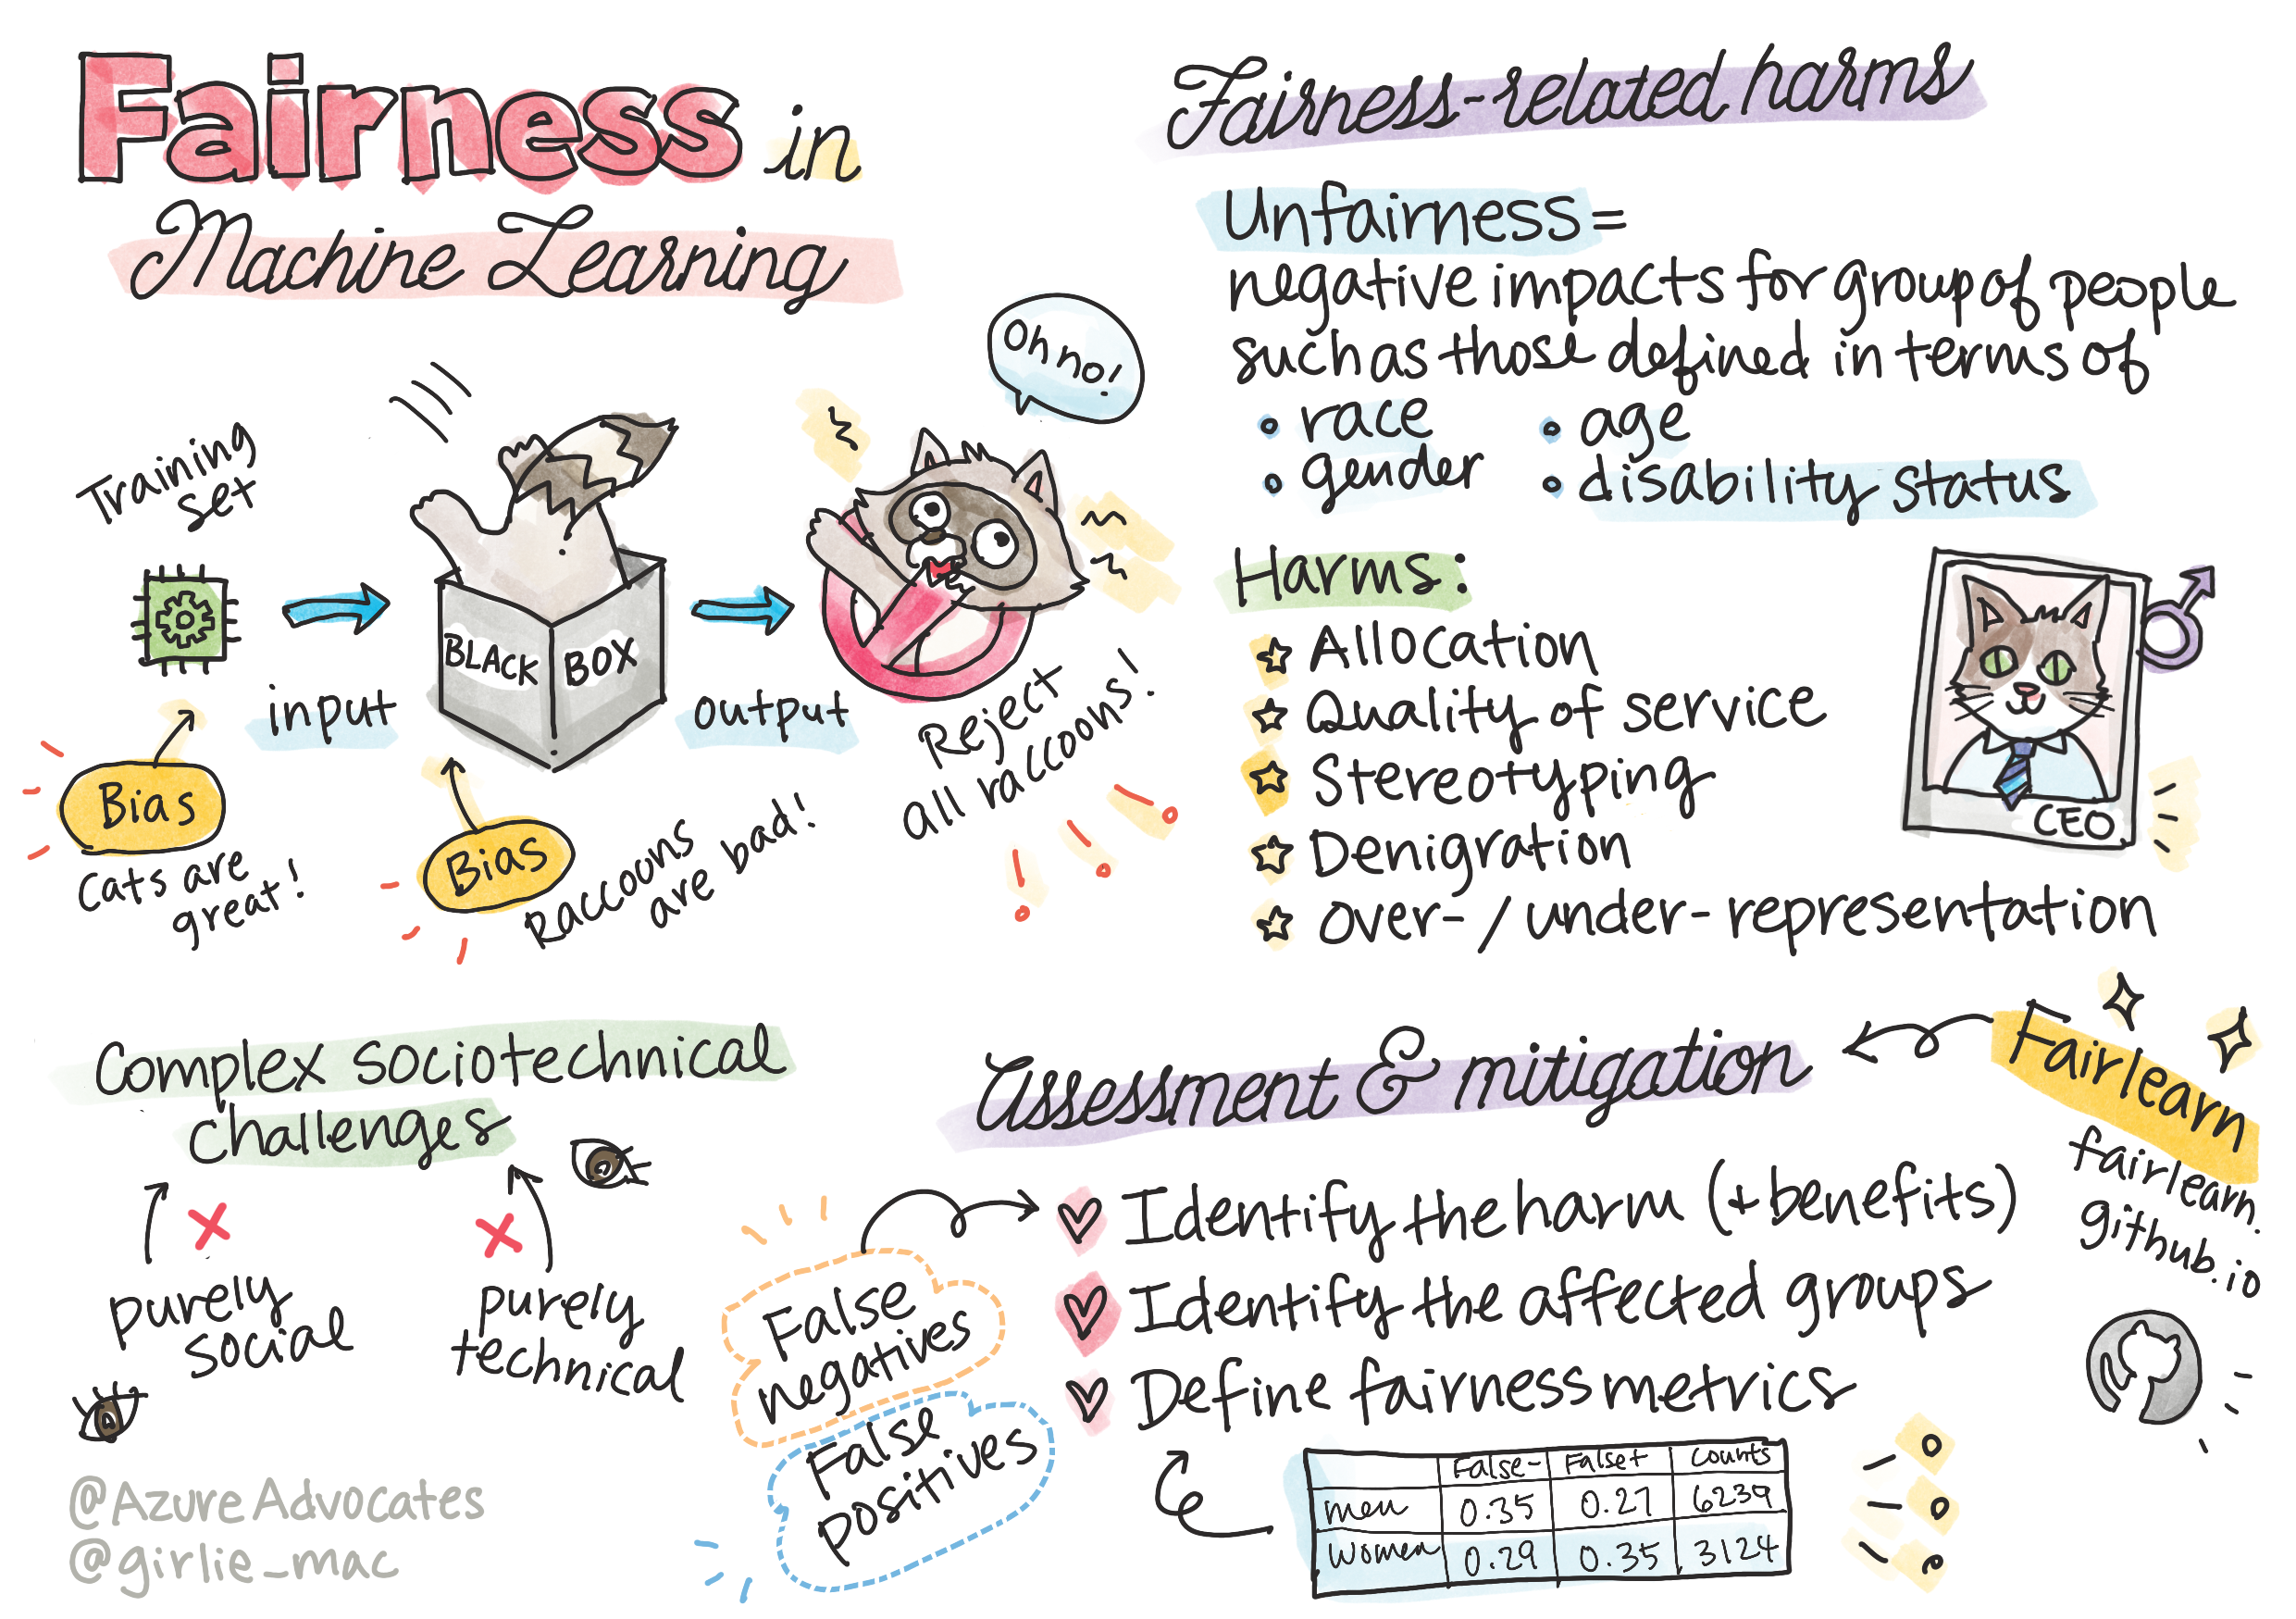 Fairness in
Machine Learning
Oh no!
Training
set
input
BLACK BOX
output
Reject
all raccoons!
Bias
Cats are
great!
Bias
Raccoons
are bad!
Fairness-related harms
Unfairness =
negative impacts for group of people
such as those defined in terms of
• race
• age
• gender
• disability status
Harms:
☆ Allocation
☆ Quality of service
☆ Stereotyping
☆ Denigration
☆ over- / under- representation
CEO
Complex sociotechnical
challenges
purely
social
purely
technical
@AzureAdvocates
@girlie_mac
Assessment & mitigation
Fairlearn
fairlearn.
github.io
Identify the harm (+ benefits)
Identify the affected groups
Define fairness metrics
False
negatives
False
positives
False- False+ counts
men 0.35 0.27 6239
women 0.29 0.35 3124